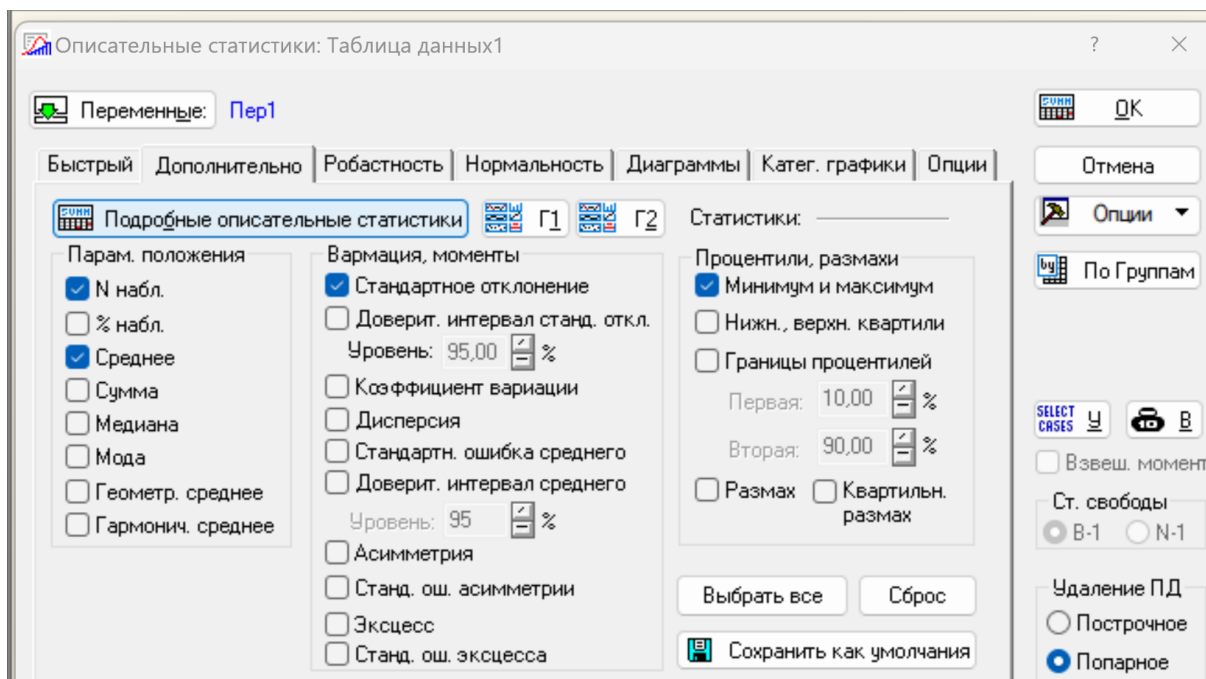 Описательные статистики: Таблица данных1 ?
Переменные: Пер1
OK
Быстрый Дополнительно Робастность Нормальность Диаграммы Катег. графики Опции
Отмена
Подробные описательные статистики Г1 Г2 Статистики:
Опции
Парам. положения
N набл.
% набл.
Среднее
Сумма
Медиана
Мода
Геометр. среднее
Гармонич. среднее
Вармация, моменты
Стандартное отклонение
Доверит. интервал станд. откл.
Уровень: 95,00 %
Коэффициент вариации
Дисперсия
Стандартн. ошибка среднего
Доверит. интервал среднего
Уровень: 95 %
Асимметрия
Станд. ош. асимметрии
Эксцесс
Станд. ош. эксцесса
Процентили, размахи
Минимум и максимум
Нижн., верхн. квартили
Границы процентилей
Первая: 10,00 %
Вторая: 90,00 %
Размах Квартильн.
размах
Выбрать все Сброс
Сохранить как умолчания
По Группам
SELECT
CASES У В
Взвеш. момент
Ст. свободы
В-1 N-1
Удаление ПД
Построчное
Попарное